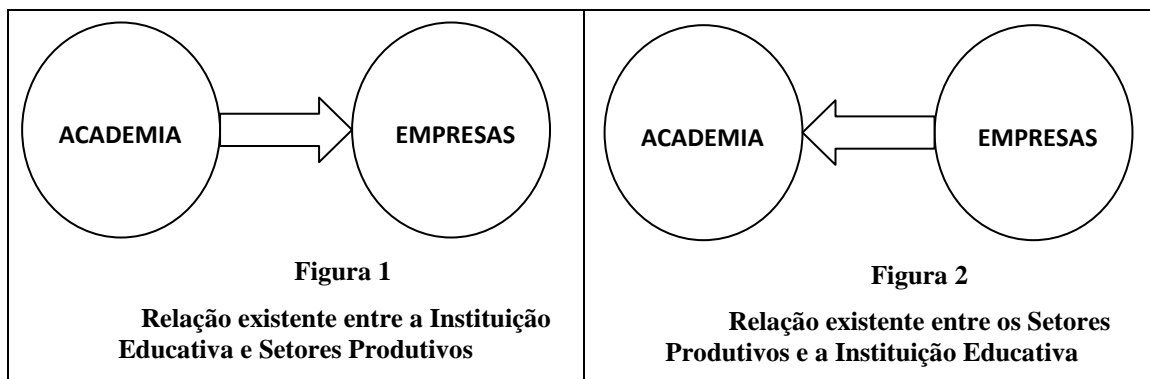 ACADEMIA
EMPRESAS
Figura 1
Relação existente entre a Instituição
Educativa e Setores Produtivos
ACADEMIA
EMPRESAS
Figura 2
Relação existente entre os Setores
Produtivos e a Instituição Educativa